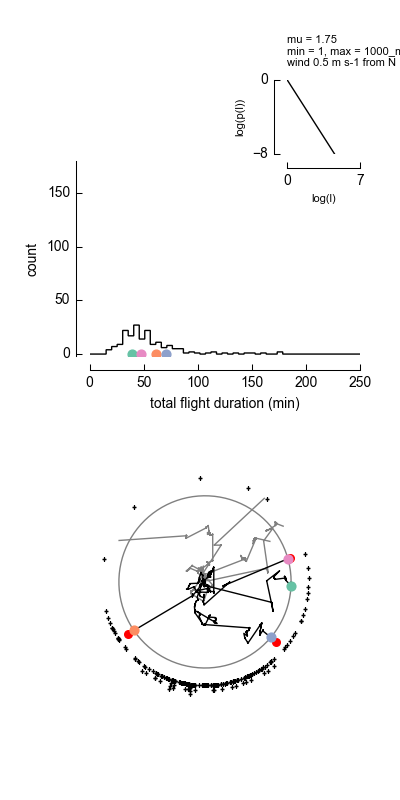 mu = 1.75
min = 1, max = 1000_m
wind 0.5 m s-1 from N
0
log(p(l))
−8
0
7
log(l)
150
100
50
0
count
0
50
100
150
200
250
total flight duration (min)